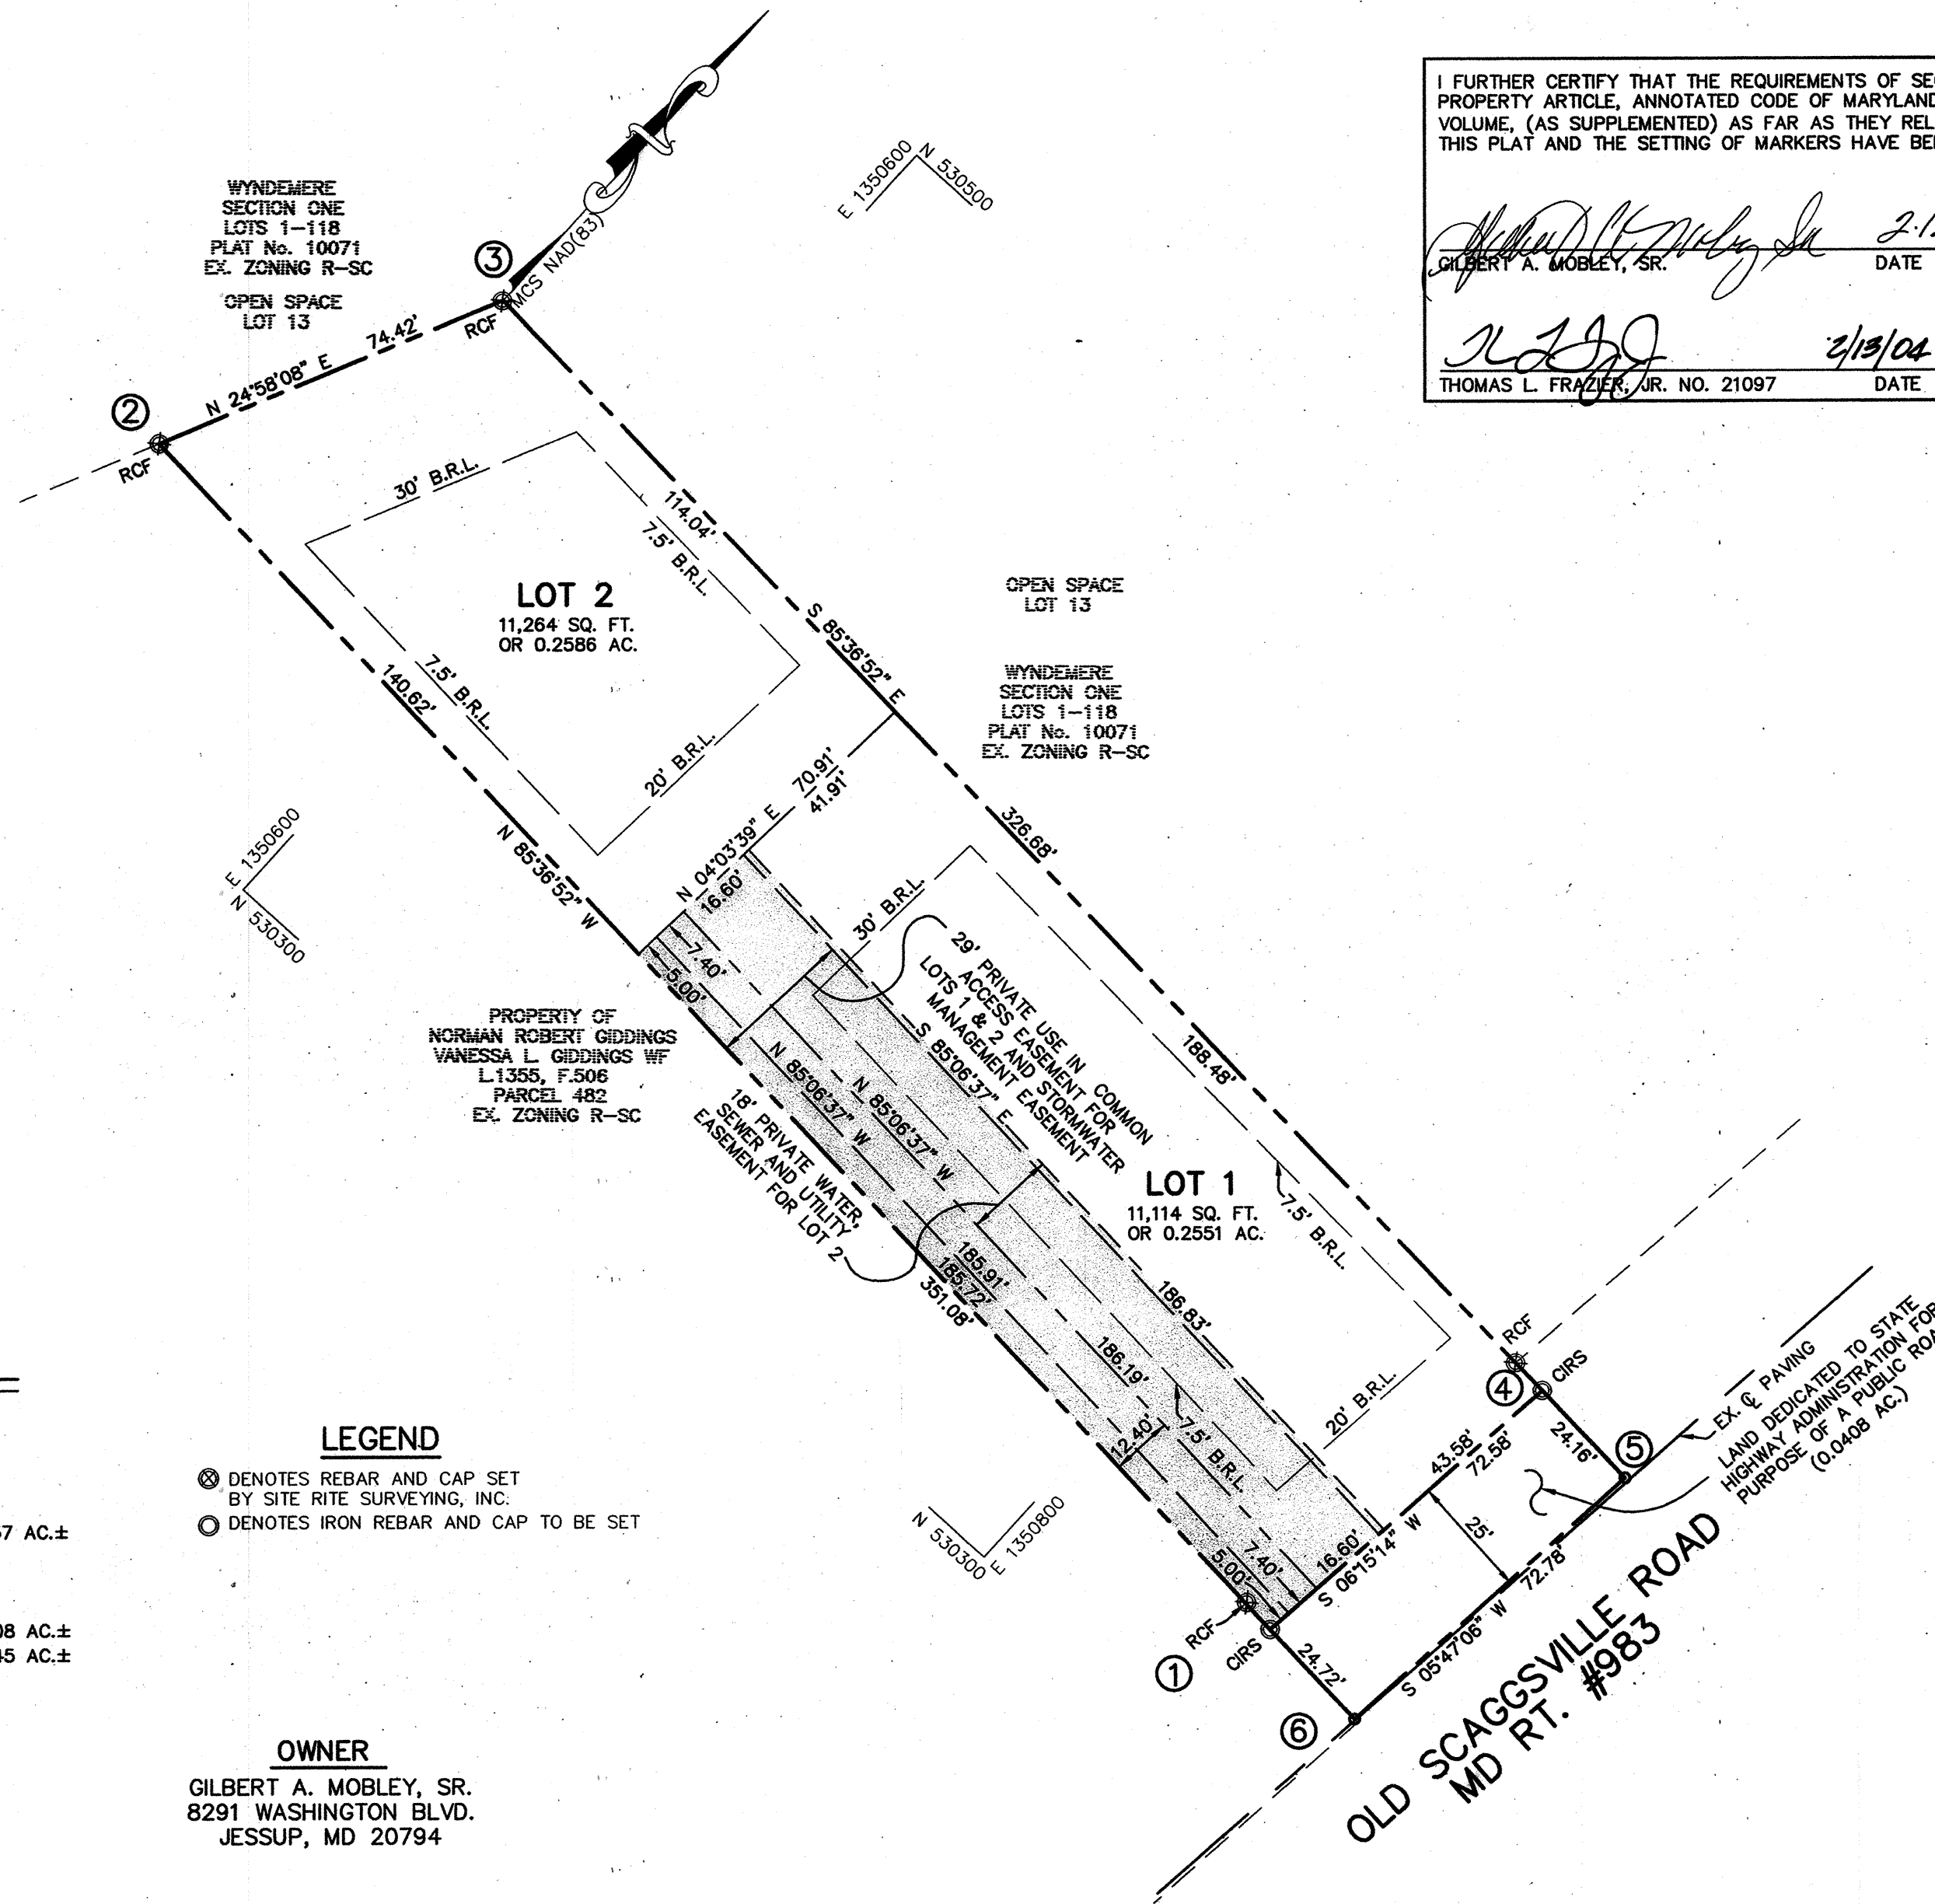 I FURTHER CERTIFY THAT THE REQUIREMENTS OF
PROPERTY ARTICLE, ANNOTATED CODE OF
VOLUME, (AS SUPPLEMENTED) AS FAR AS THEY
THIS PLAT AND THE SETTING OF MARKERS HAVE
GILBERT A. MOBLEY, SR.
DATE
2/13/04
THOMAS L. FRAZIER, JR. NO. 21097
DATE
MCS NAD(83)
E 1350600
N 530500
WYNDEMERE
SECTION ONE
LOTS 1-118
PLAT No. 10071
EX. ZONING R-SC
OPEN SPACE
LOT 13
3
RCF
N 24°58'08" E
74.42'
2
RCF
30' B.R.L.
114.04'
7.5' B.R.L.
LOT 2
11,264 SQ. FT.
OR 0.2586 AC.
S 85°36'52" E
OPEN SPACE
LOT 13
WYNDEMERE
SECTION ONE
LOTS 1-118
PLAT No. 10071
EX. ZONING R-SC
7.5' B.R.L.
140.62'
20' B.R.L.
70.91'
41.91'
N 04°03'39" E
16.60'
326.68'
N 85°36'52" W
E 1350600
N 530300
7.40'
5.00'
30' B.R.L.
29' PRIVATE USE IN COMMON
ACCESS EASEMENT FOR
LOTS 1 & 2 AND STORMWATER
MANAGEMENT EASEMENT
S 85°06'37" E
188.48'
PROPERTY OF
NORMAN ROBERT GIDDINGS
VANESSA L GIDDINGS WF
L.1355, F.506
PARCEL 482
EX. ZONING R-SC
N 85°06'37" W
N 85°06'37" W
18' PRIVATE WATER,
SEWER AND UTILITY
EASEMENT FOR LOT 2
LOT 1
11,114 SQ. FT.
OR 0.2551 AC.
7.5' B.R.L.
185.91'
185.72'
351.08'
186.83'
186.19'
7.5' B.R.L.
12.40'
20' B.R.L.
RCF
4
CIRS
43.58'
72.58'
24.16'
5
EX. ℄ PAVING
LAND DEDICATED TO STATE
HIGHWAY ADMINISTRATION FOR
PURPOSE OF A PUBLIC
(0.0408 AC.)
25'
16.60'
7.40'
5.00'
S 06°15'14" W
72.78'
S 05°47'06" W
RCF
CIRS
1
24.72'
6
OLD SCAGGSVILLE ROAD
MD RT. #983
N 530300
E 1350800
LEGEND
DENOTES REBAR AND CAP SET
BY SITE RITE SURVEYING, INC.
DENOTES IRON REBAR AND CAP TO BE SET
7 AC.±
8 AC.±
5 AC.±
OWNER
GILBERT A. MOBLEY, SR.
8291 WASHINGTON BLVD.
JESSUP, MD 20794